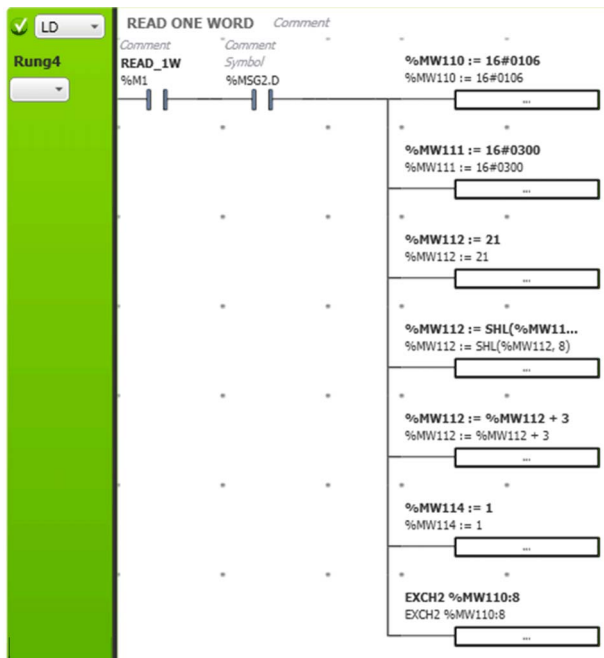 LD
READ ONE WORD Comment
Rung4
Comment
READ_1W
%M1
Comment
Symbol
%MSG2.D
%MW110 := 16#0106
%MW110 := 16#0106
...
%MW111 := 16#0300
%MW111 := 16#0300
...
%MW112 := 21
%MW112 := 21
...
%MW112 := SHL(%MW11...
%MW112 := SHL(%MW112, 8)
...
%MW112 := %MW112 + 3
%MW112 := %MW112 + 3
...
%MW114 := 1
%MW114 := 1
...
EXCH2 %MW110:8
EXCH2 %MW110:8
...